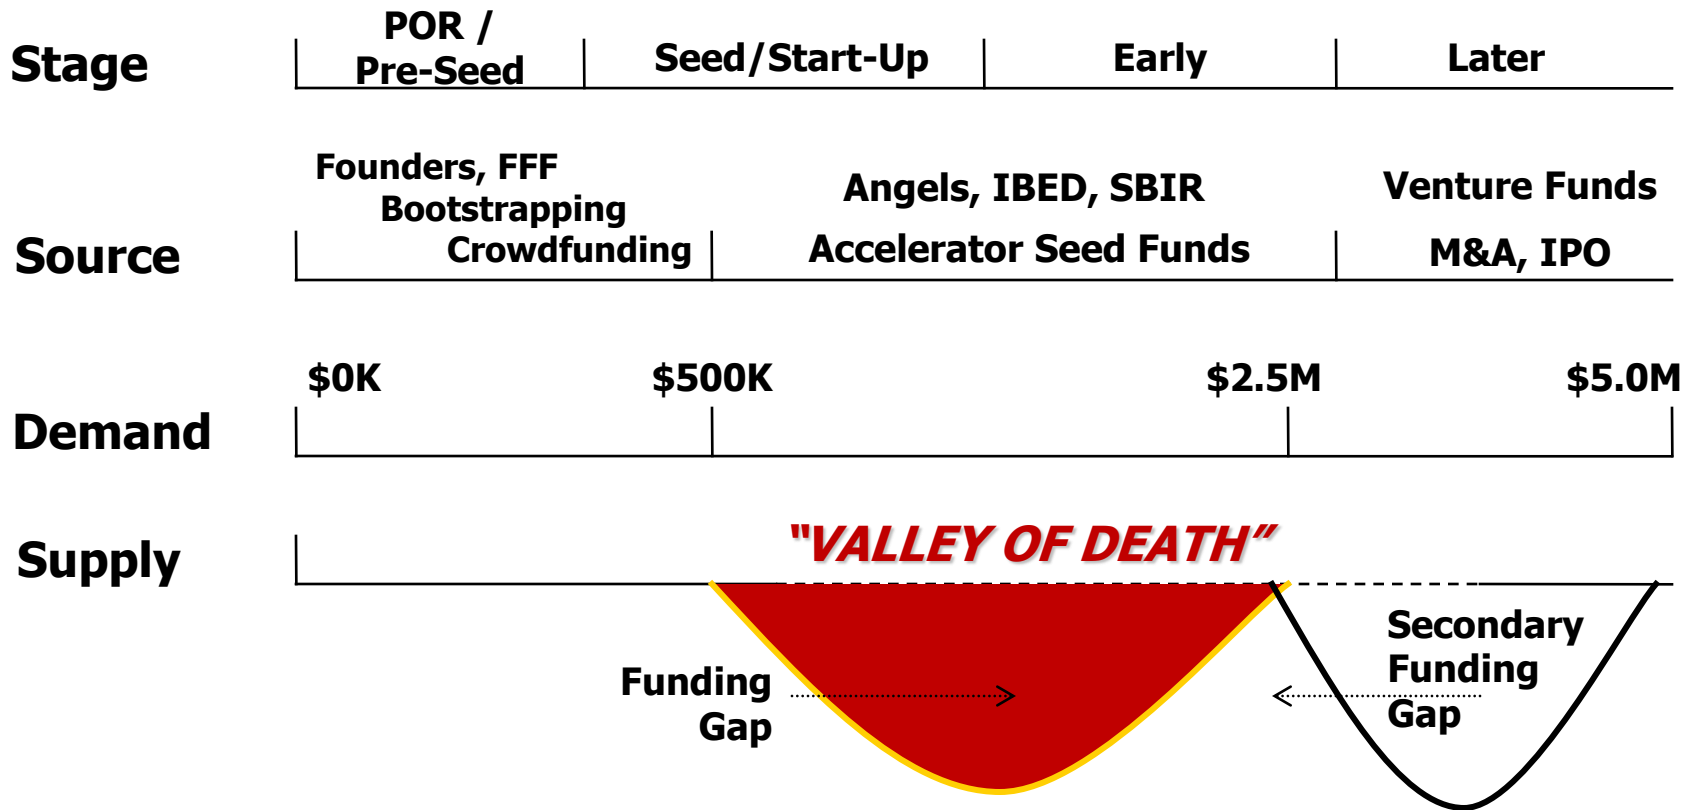 Stage
POR /
Pre-Seed
Seed/Start-Up
Early
Later
Source
Founders, FFF
Bootstrapping
Crowdfunding
Angels, IBED, SBIR
Accelerator Seed Funds
Venture Funds
M&A, IPO
Demand
$0K
$500K
$2.5M
$5.0M
Supply
“VALLEY OF DEATH”
Funding
Gap
Secondary
Funding
Gap